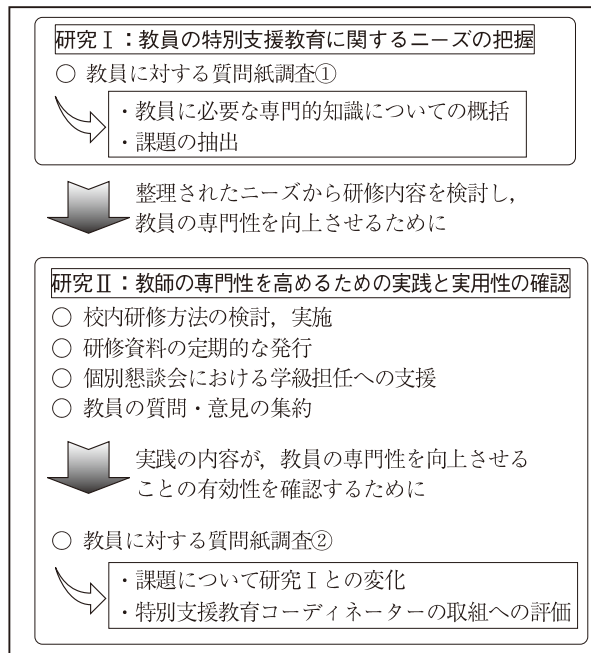 研究Ⅰ：教員の特別支援教育に関するニーズの把握
○ 教員に対する質問紙調査①
・教員に必要な専門的知識についての概括
・課題の抽出
整理されたニーズから研修内容を検討し，
教員の専門性を向上させるために
研究Ⅱ：教師の専門性を高めるための実践と実用性の確認
○ 校内研修方法の検討，実施
○ 研修資料の定期的な発行
○ 個別懇談会における学級担任への支援
○ 教員の質問・意見の集約
実践の内容が，教員の専門性を向上させる
ことの有効性を確認するために
○ 教員に対する質問紙調査②
・課題について研究Ⅰとの変化
・特別支援教育コーディネーターの取組への評価